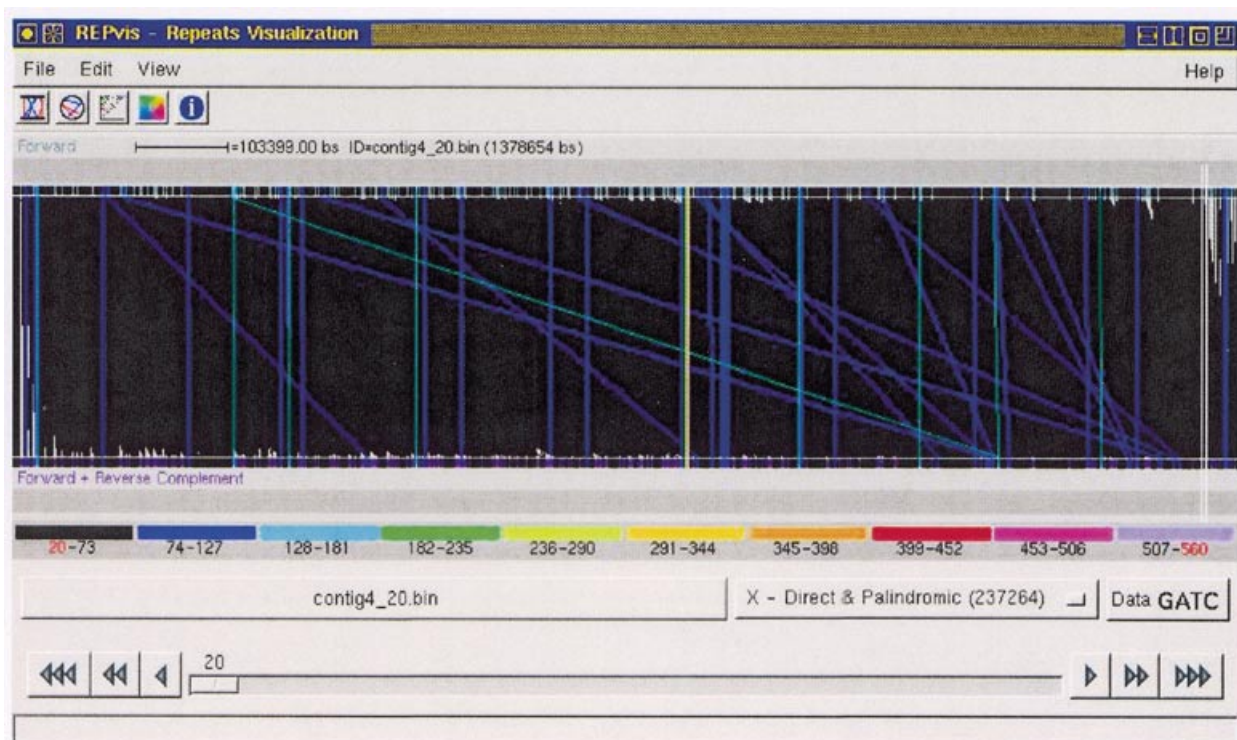 REPvis - Repeats Visualization
File Edit View Help
Forward =103399.00 bs ID=contig4_20.bin (1378654 bs)
Forward + Reverse Complement
20-73 74-127 128-181 182-235 236-290 291-344 345-398 399-452 453-506 507-560
contig4_20.bin X - Direct & Palindromic (237264) Data GATC
20